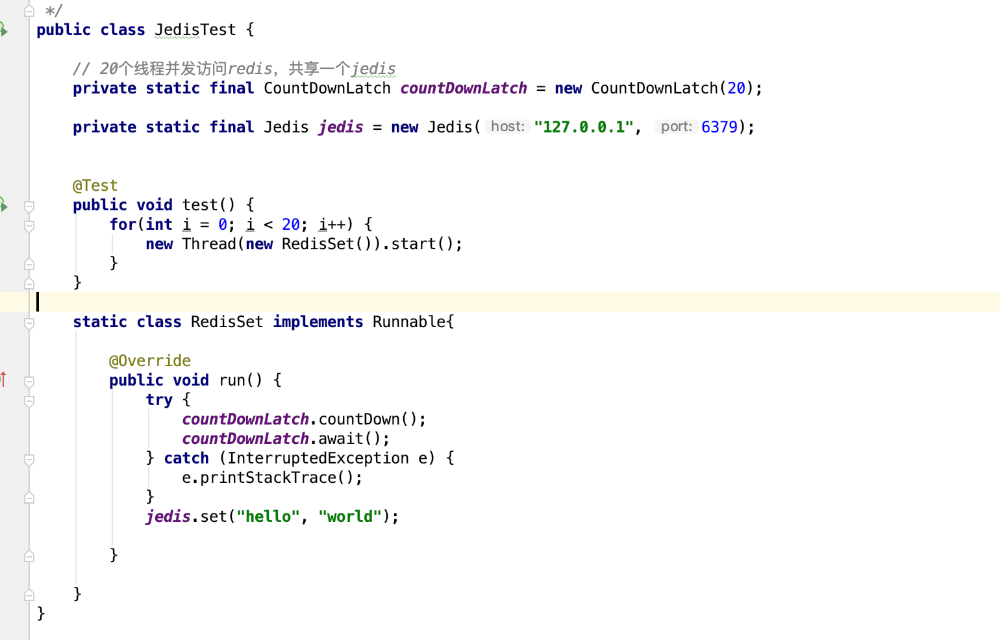 */
public class JedisTest {
// 20个线程并发访问redis，共享一个jedis
private static final CountDownLatch countDownLatch = new CountDownLatch(20);
private static final Jedis jedis = new Jedis( host: "127.0.0.1", port: 6379);
@Test
public void test() {
for(int i = 0; i < 20; i++) {
new Thread(new RedisSet()).start();
}
}
static class RedisSet implements Runnable{
@Override
public void run() {
try {
countDownLatch.countDown();
countDownLatch.await();
} catch (InterruptedException e) {
e.printStackTrace();
}
jedis.set("hello", "world");
}
}
}